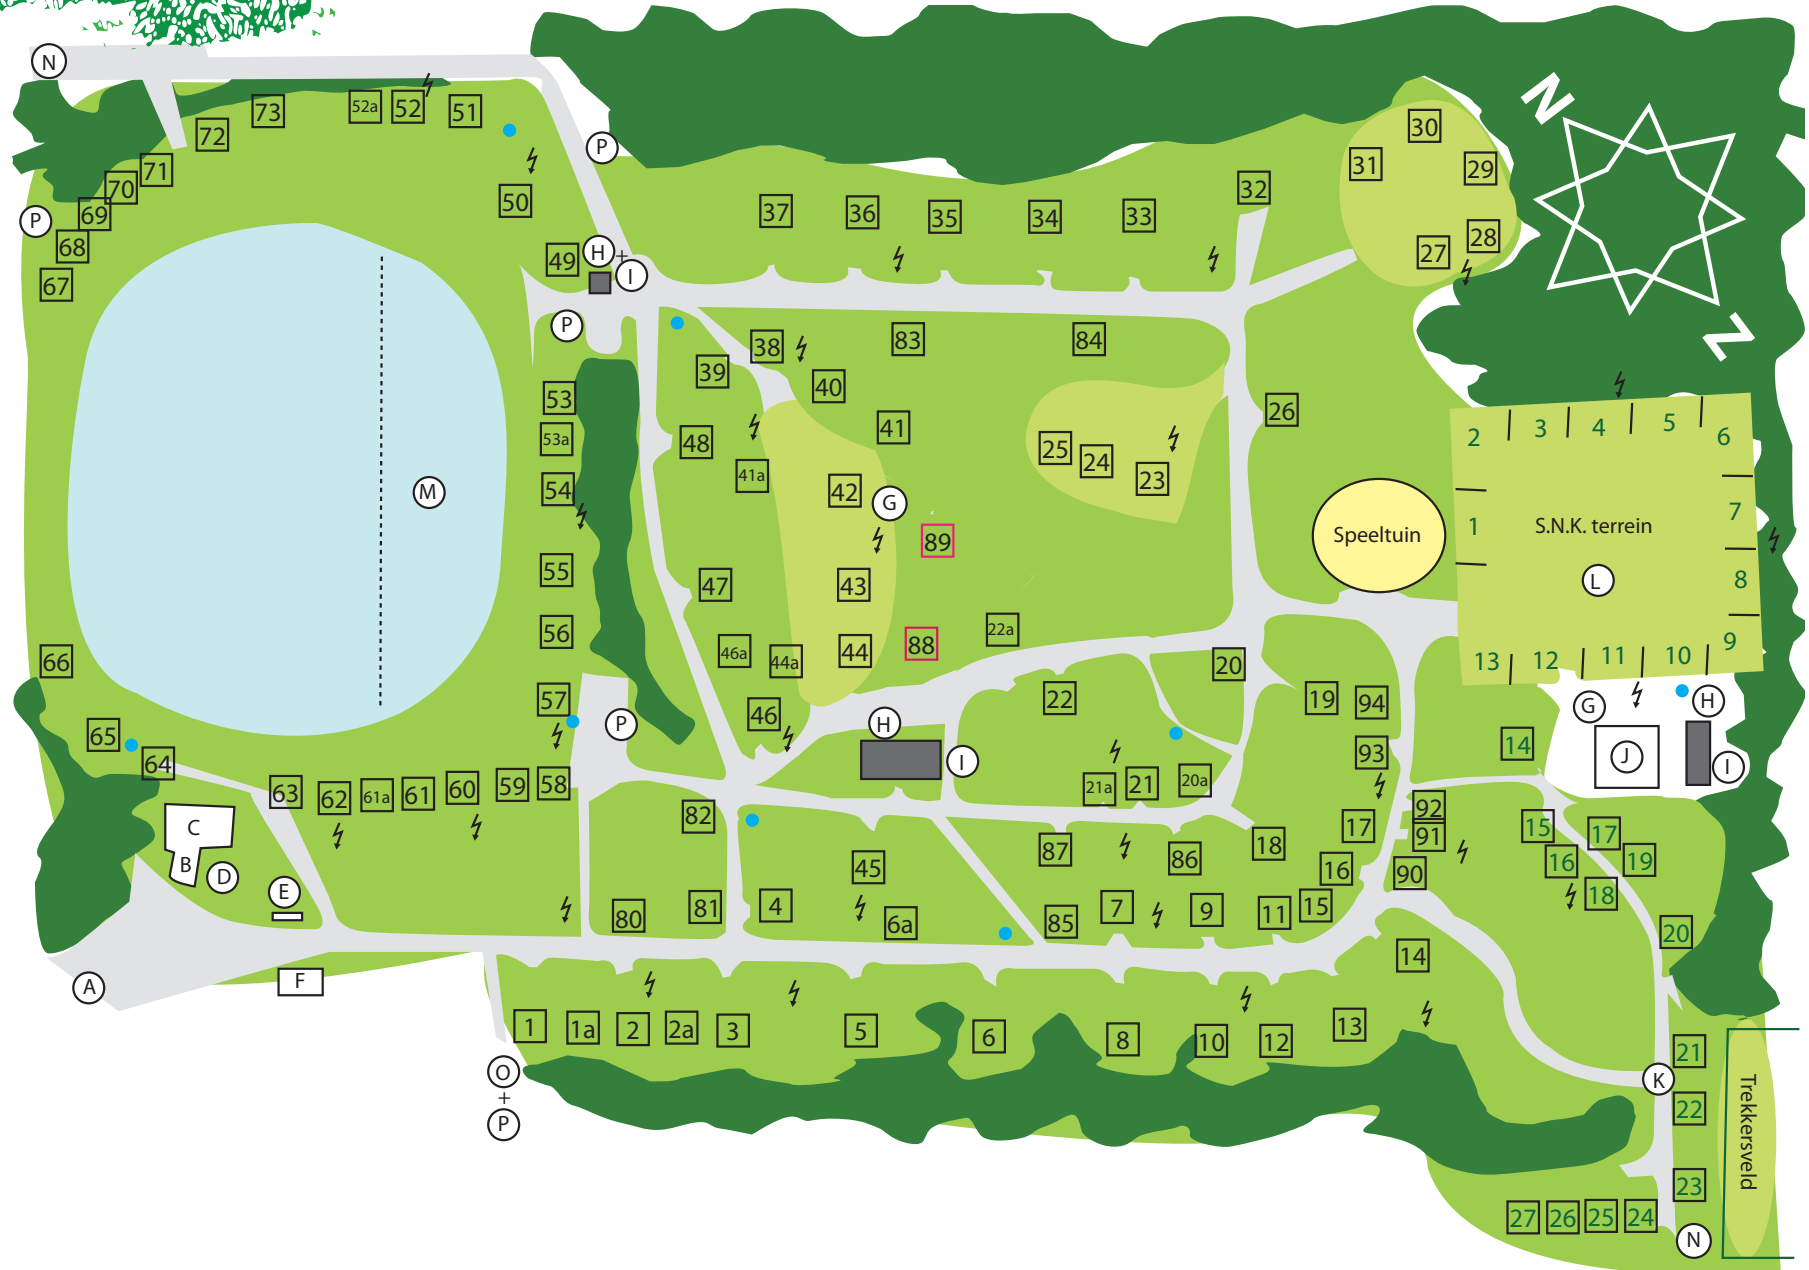 N
73
52a
52
51
72
P
71
70
69
P
68
67
50
49
H
+
I
P
37
36
35
34
33
32
31
30
29
28
27
N
Z
38
83
84
39
40
41
48
41a
42
G
89
25
24
23
26
53
53a
54
M
55
56
47
43
46a
44a
44
88
22a
46
Speeltuin
2
3
4
5
6
1
S.N.K. terrein
7
L
8
9
13
12
11
10
66
65
64
57
P
63
62
61a
61
60
59
58
C
B
D
E
H
I
22
20
19
94
93
21a
21
20a
G
H
J
I
14
82
45
87
86
18
17
16
92
91
90
15
17
16
19
18
20
80
81
4
6a
85
7
9
11
15
14
A
F
1
1a
2
2a
3
5
6
8
10
12
13
O
+
P
21
K
22
23
Trekkersveld
27
26
25
24
N